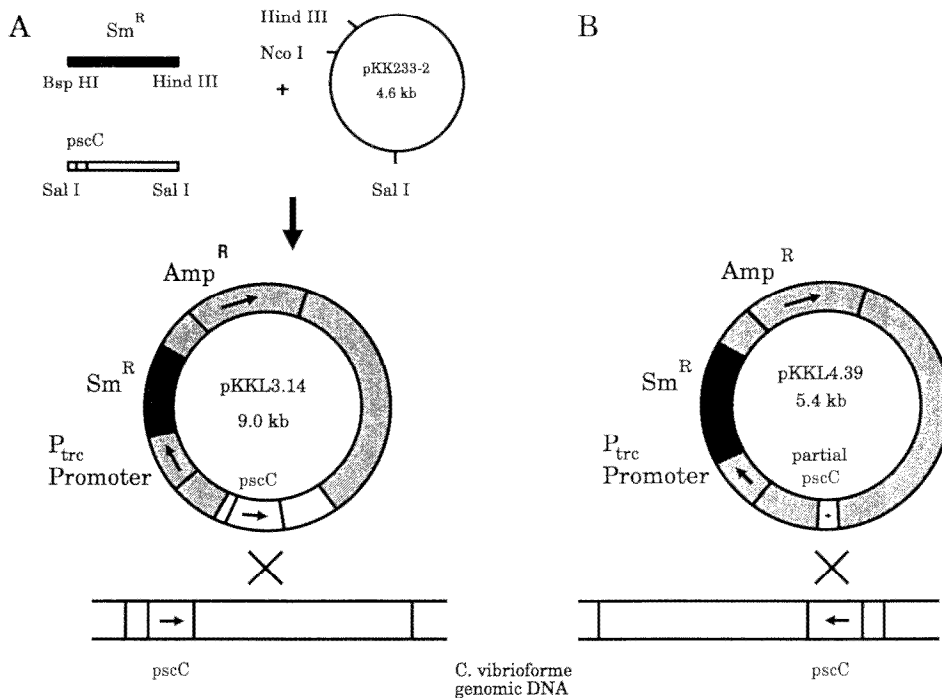 A
B
Sm R
Bsp HI Hind III
pscC
Sal I Sal I
+
Hind III
Nco I
pKK233-2
4.6 kb
Sal I
Amp R
Sm R
P trc
Promoter
pKKL3.14
9.0 kb
pscC
pscC
Amp R
Sm R
P trc
Promoter
pKKL4.39
5.4 kb
partial
pscC
pscC
C. vibrioforme
genomic DNA